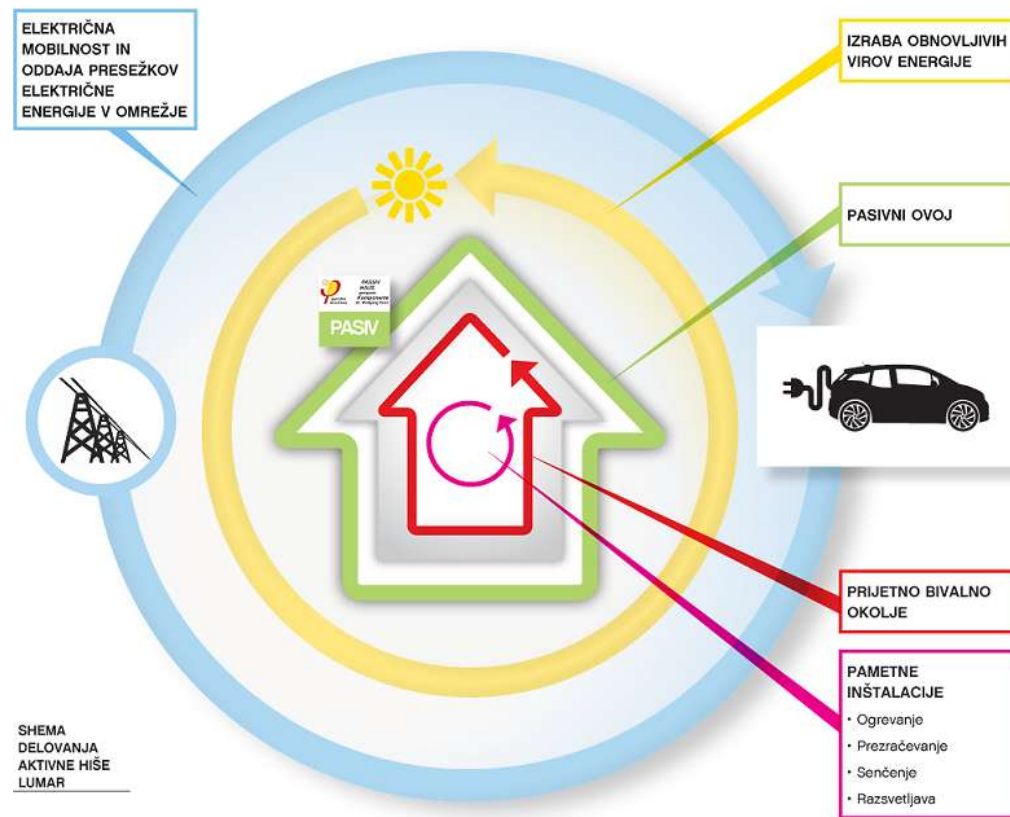 ELEKTRIČNA
MOBILNOST IN
ODDAJA PRESEŽKOV
ELEKTRIČNE
ENERGIJE V OMREŽJE
IZRABA OBNOVLJIVIH
VIROV ENERGIJE
PASIVNI OVOJ
PASIV
PRIJETNO BIVALNO
OKOLJE
PAMETNE
INŠTALACIJE
• Ogrevanje
• Prezračevanje
• Senčenje
• Razsvetljava
SHEMA
DELOVANJA
AKTIVNE HIŠE
LUMAR